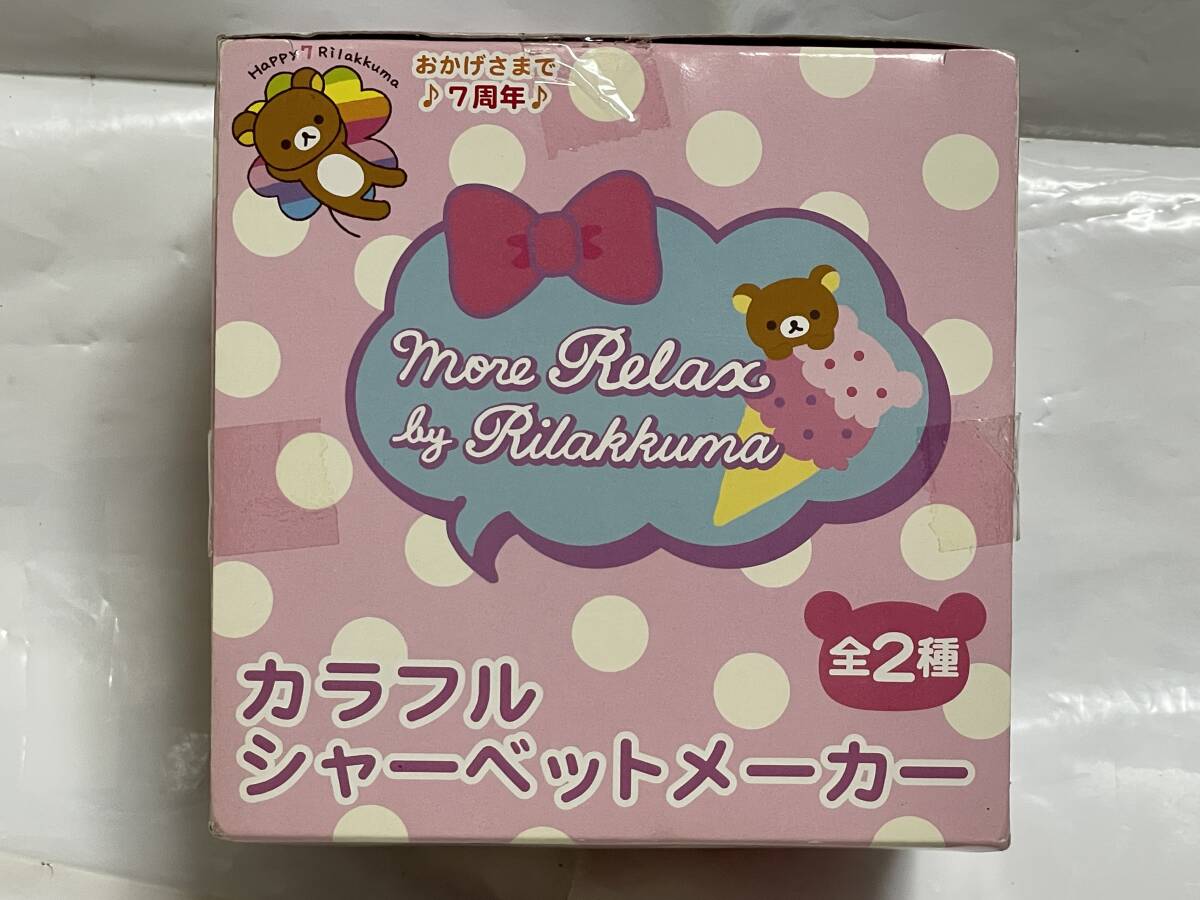 Happy 7 Rilakkuma
おかげさまで
♪7周年♪
more Relax
by Rilakkuma
全2種
カラフル
シャーベットメーカー